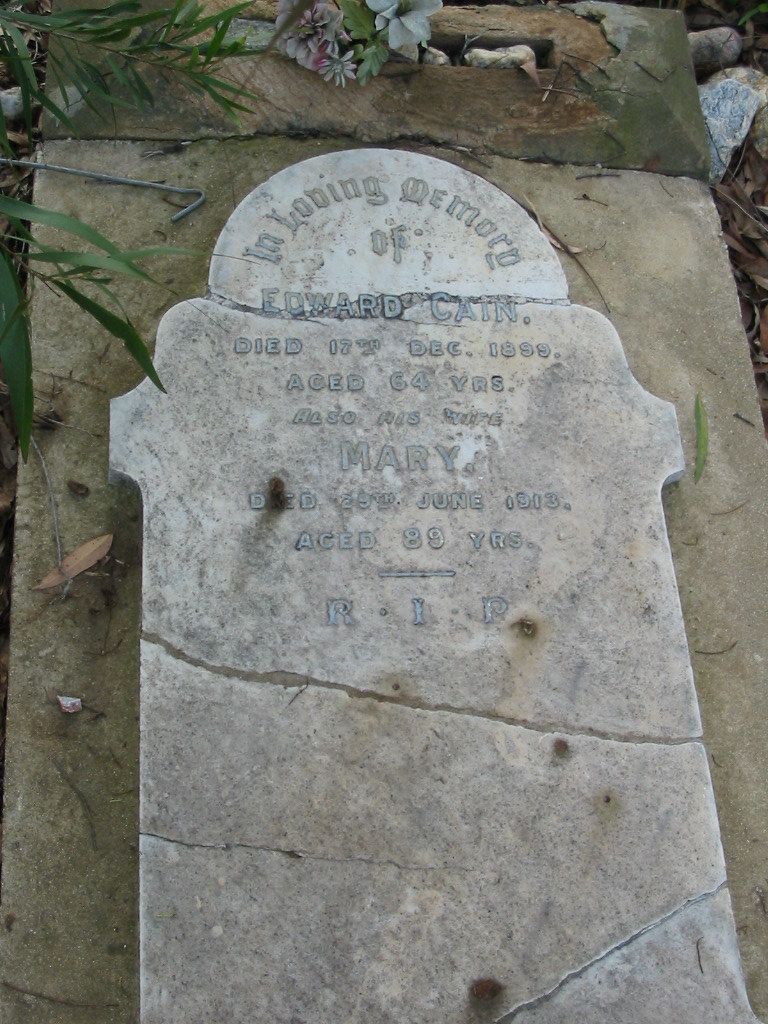 In Loving Memory
of
EDWARD CAIN.
DIED 17TH DEC. 1899.
AGED 64 YRS.
ALSO HIS WIFE
MARY.
DIED 29TH JUNE 1913.
AGED 89 YRS.
R · I · P